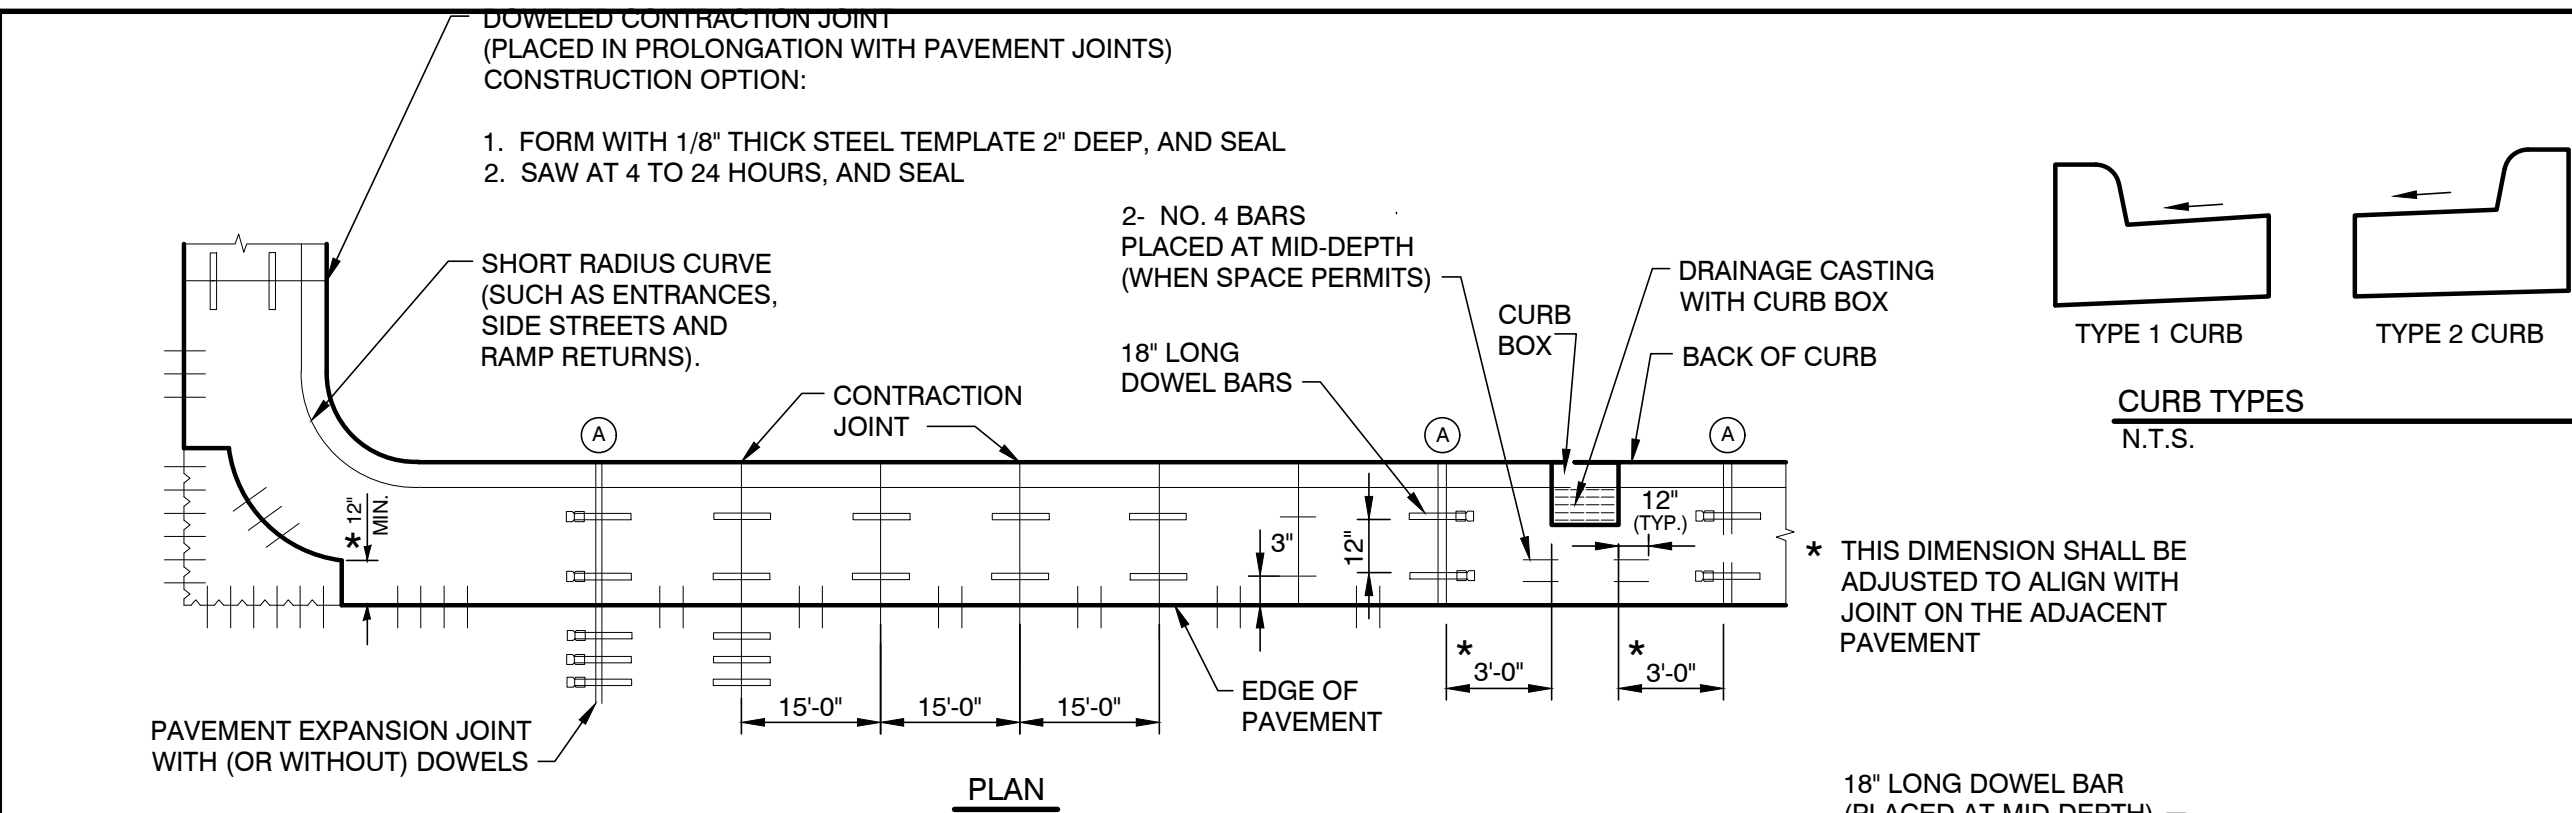 DOWELED CONTRACTION JOINT
(PLACED IN PROLONGATION WITH PAVEMENT JOINTS)
CONSTRUCTION OPTION:
1. FORM WITH 1/8" THICK STEEL TEMPLATE 2" DEEP, AND SEAL
2. SAW AT 4 TO 24 HOURS, AND SEAL
SHORT RADIUS CURVE
(SUCH AS ENTRANCES,
SIDE STREETS AND
RAMP RETURNS).
2- NO. 4 BARS
PLACED AT MID-DEPTH
(WHEN SPACE PERMITS)
18" LONG
DOWEL BARS
CURB
BOX
DRAINAGE CASTING
WITH CURB BOX
BACK OF CURB
TYPE 1 CURB
TYPE 2 CURB
CURB TYPES
N.T.S.
CONTRACTION
JOINT
A
A
A
* 12"
MIN.
3"
12"
12"
(TYP.)
* THIS DIMENSION SHALL BE
ADJUSTED TO ALIGN WITH
JOINT ON THE ADJACENT
PAVEMENT
* 3'-0"
* 3'-0"
15'-0"
15'-0"
15'-0"
EDGE OF
PAVEMENT
PAVEMENT EXPANSION JOINT
WITH (OR WITHOUT) DOWELS
PLAN
18" LONG DOWEL BAR
(PLACED AT MID-DEPTH)